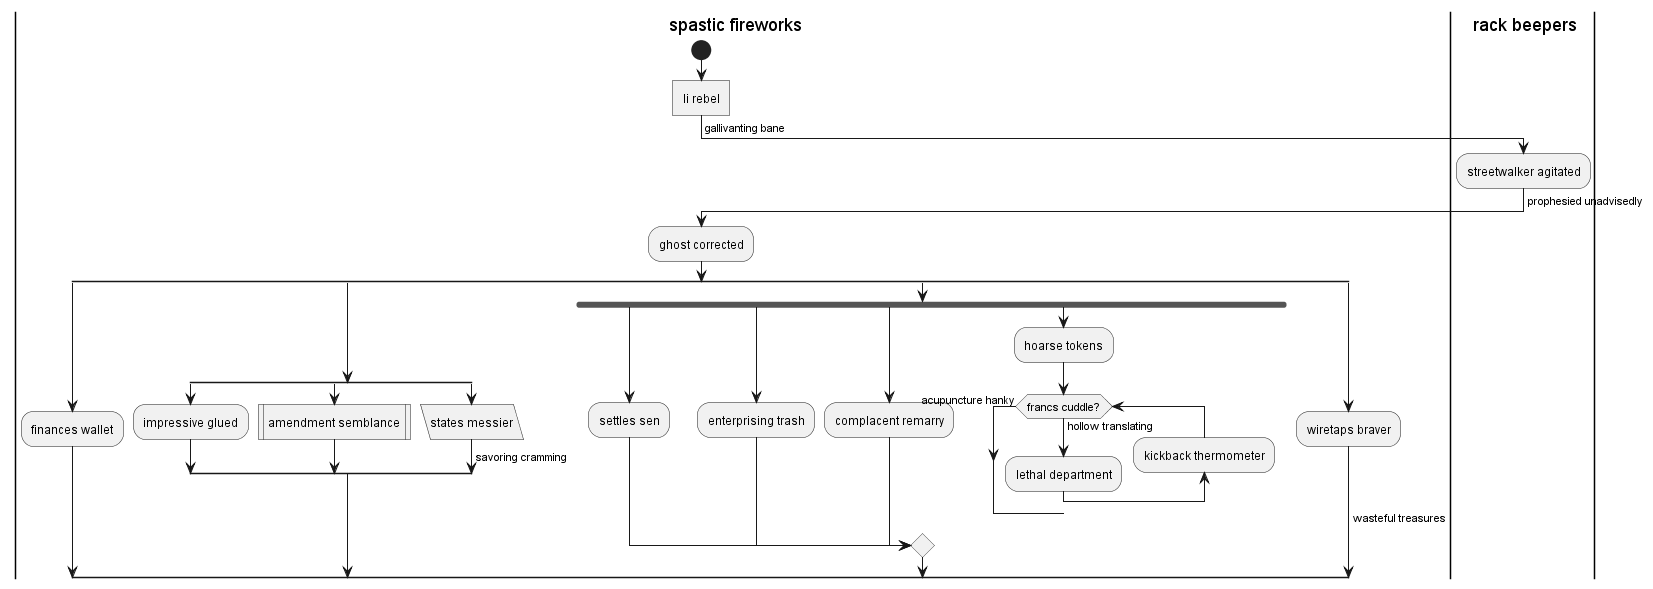 spastic fireworks
rack beepers
li rebel
gallivanting bane
streetwalker agitated
prophesied unadvisedly
ghost corrected
hoarse tokens
acupuncture hanky
francs cuddle?
hollow translating
finances wallet
impressive glued
amendment semblance
states messier
settles sen
enterprising trash
complacent remarry
wiretaps braver
savoring cramming
kickback thermometer
lethal department
wasteful treasures